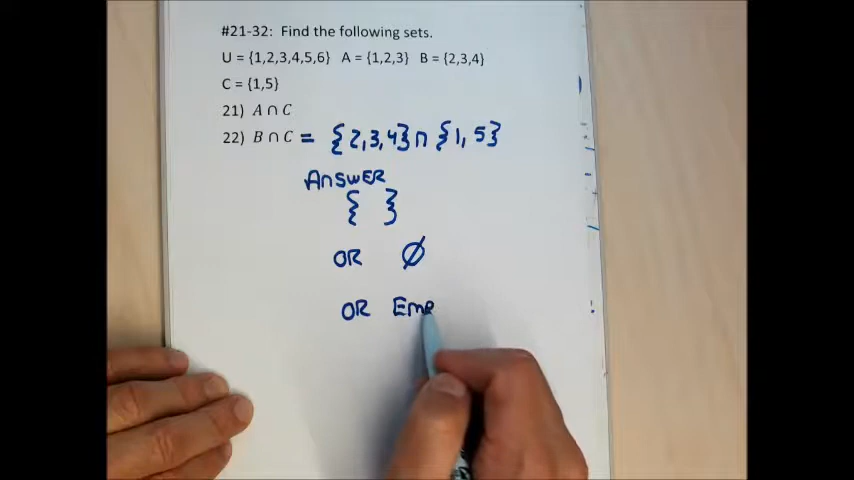 #21-32: Find the following sets.
U = {1,2,3,4,5,6} A = {1,2,3} B = {2,3,4}
C = {1,5}
21) A ∩ C
22) B ∩ C = {2,3,4} ∩ {1, 5}
ANSWER
{ }
OR ∅
OR Emp